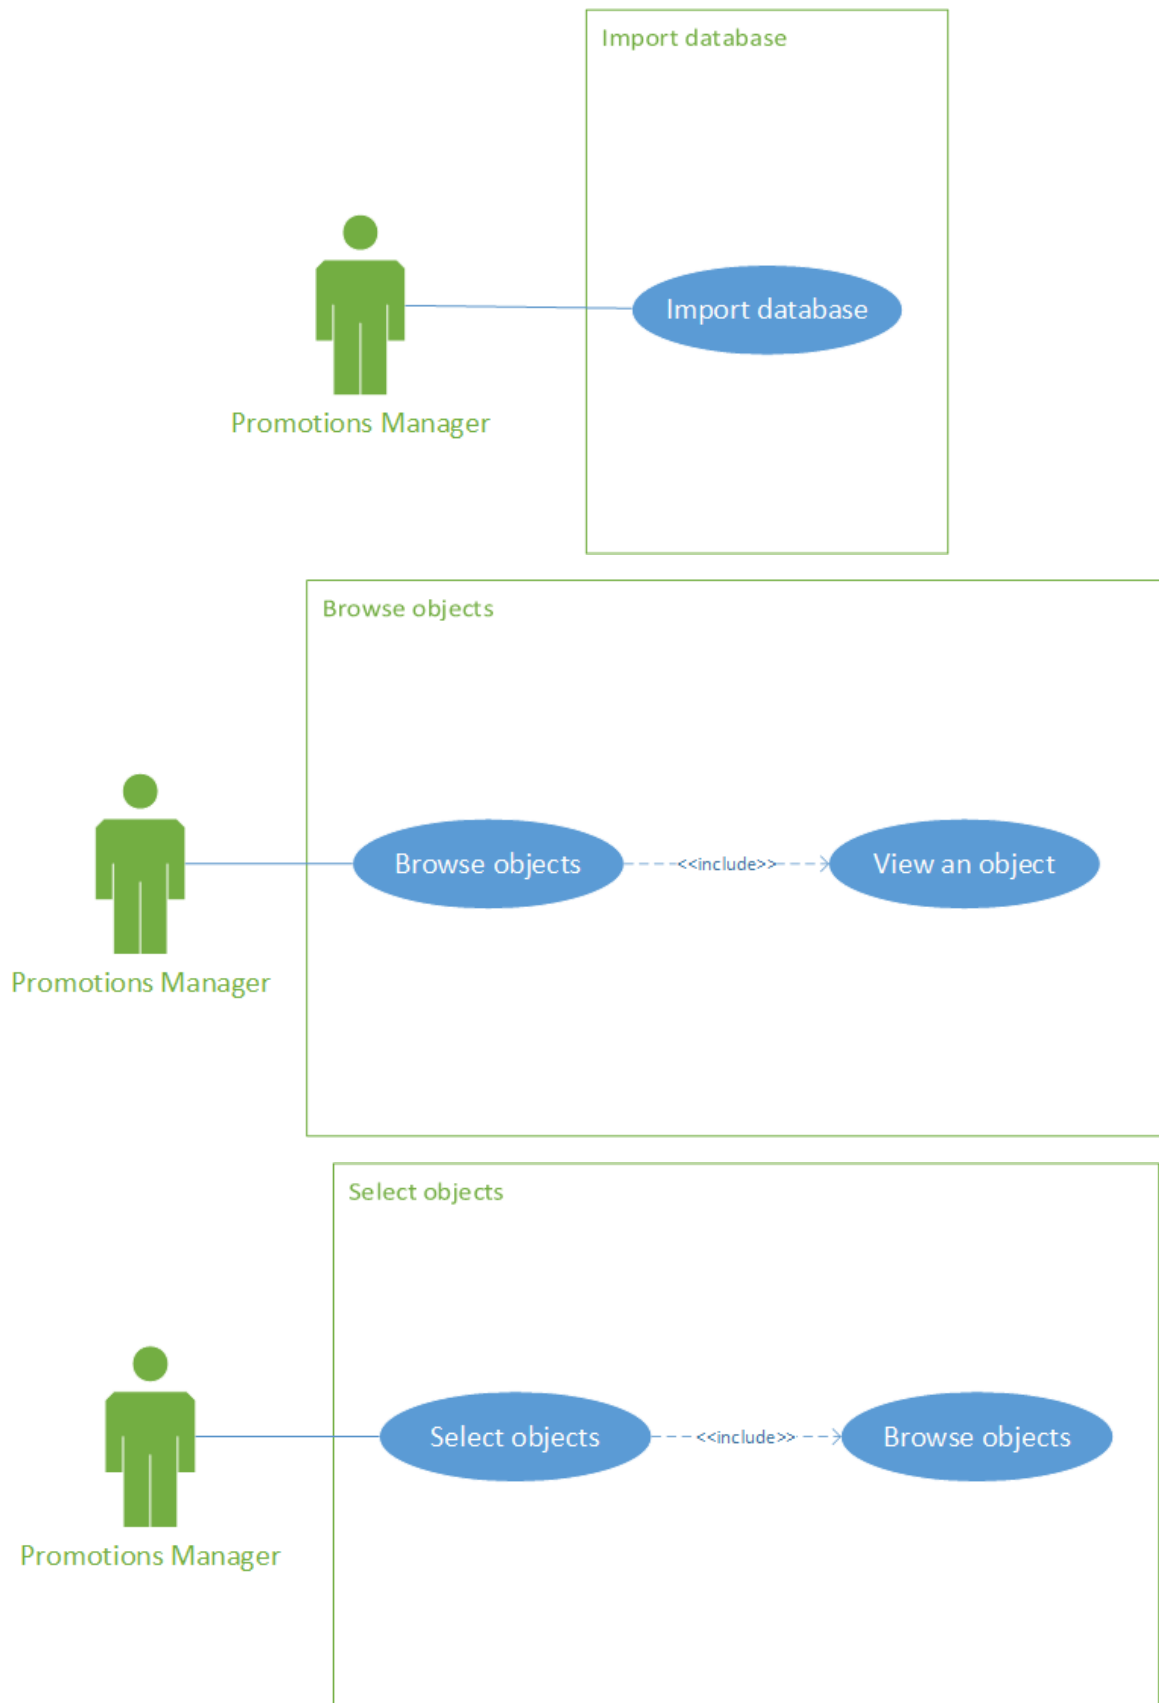 Import database
Import database
Promotions Manager
Browse objects
Browse objects
<<include>>
View an object
Promotions Manager
Select objects
Select objects
<<include>>
Browse objects
Promotions Manager